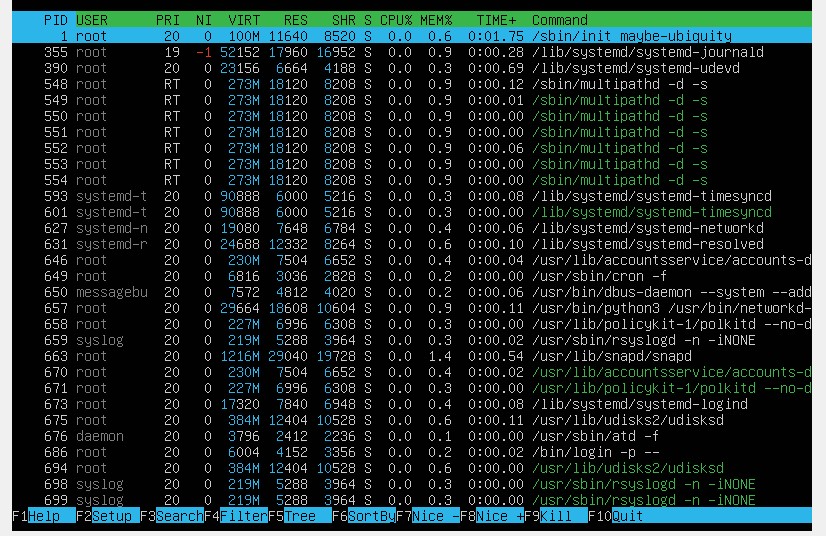 PID USER PRI NI VIRT RES SHR S CPU% MEM% TIME+ Command
1 root 20 0 100M 11640 8520 S 0.0 0.6 0:01.75 /sbin/init maybe-ubiquity
355 root 19 -1 52152 17960 16952 S 0.0 0.9 0:00.28 /lib/systemd/systemd-journald
390 root 20 0 23156 6664 4188 S 0.0 0.3 0:00.69 /lib/systemd/systemd-udevd
548 root RT 0 273M 18120 8208 S 0.0 0.9 0:00.12 /sbin/multipathd -d -s
549 root RT 0 273M 18120 8208 S 0.0 0.9 0:00.01 /sbin/multipathd -d -s
550 root RT 0 273M 18120 8208 S 0.0 0.9 0:00.00 /sbin/multipathd -d -s
551 root RT 0 273M 18120 8208 S 0.0 0.9 0:00.00 /sbin/multipathd -d -s
552 root RT 0 273M 18120 8208 S 0.0 0.9 0:00.06 /sbin/multipathd -d -s
553 root RT 0 273M 18120 8208 S 0.0 0.9 0:00.00 /sbin/multipathd -d -s
554 root RT 0 273M 18120 8208 S 0.0 0.9 0:00.00 /sbin/multipathd -d -s
593 systemd-t 20 0 90888 6000 5216 S 0.0 0.3 0:00.08 /lib/systemd/systemd-timesyncd
601 systemd-t 20 0 90888 6000 5216 S 0.0 0.3 0:00.00 /lib/systemd/systemd-timesyncd
627 systemd-n 20 0 19080 7648 6784 S 0.0 0.4 0:00.06 /lib/systemd/systemd-networkd
631 systemd-r 20 0 24688 12332 8264 S 0.0 0.6 0:00.10 /lib/systemd/systemd-resolved
646 root 20 0 230M 7504 6652 S 0.0 0.4 0:00.04 /usr/lib/accountsservice/accounts-d
649 root 20 0 6816 3036 2828 S 0.0 0.2 0:00.00 /usr/sbin/cron -f
650 messagebu 20 0 7572 4812 4020 S 0.0 0.2 0:00.06 /usr/bin/dbus-daemon --system --add
657 root 20 0 29664 18608 10604 S 0.0 0.9 0:00.11 /usr/bin/python3 /usr/bin/networkd-
658 root 20 0 227M 6996 6308 S 0.0 0.3 0:00.00 /usr/lib/policykit-1/polkitd --no-d
659 syslog 20 0 219M 5288 3964 S 0.0 0.3 0:00.02 /usr/sbin/rsyslogd -n -iNONE
663 root 20 0 1216M 29040 19728 S 0.0 1.4 0:00.54 /usr/lib/snapd/snapd
670 root 20 0 230M 7504 6652 S 0.0 0.4 0:00.02 /usr/lib/accountsservice/accounts-d
671 root 20 0 227M 6996 6308 S 0.0 0.3 0:00.00 /usr/lib/policykit-1/polkitd --no-d
673 root 20 0 17320 7840 6948 S 0.0 0.4 0:00.08 /lib/systemd/systemd-logind
675 root 20 0 384M 12404 10528 S 0.0 0.6 0:00.11 /usr/lib/udisks2/udisksd
676 daemon 20 0 3796 2412 2236 S 0.0 0.1 0:00.00 /usr/sbin/atd -f
686 root 20 0 6004 4152 3356 S 0.0 0.2 0:00.02 /bin/login -p --
694 root 20 0 384M 12404 10528 S 0.0 0.6 0:00.00 /usr/lib/udisks2/udisksd
698 syslog 20 0 219M 5288 3964 S 0.0 0.3 0:00.00 /usr/sbin/rsyslogd -n -iNONE
699 syslog 20 0 219M 5288 3964 S 0.0 0.3 0:00.00 /usr/sbin/rsyslogd -n -iNONE
F1Help F2Setup F3SearchF4FilterF5Tree F6SortByF7Nice -F8Nice +F9Kill F10Quit